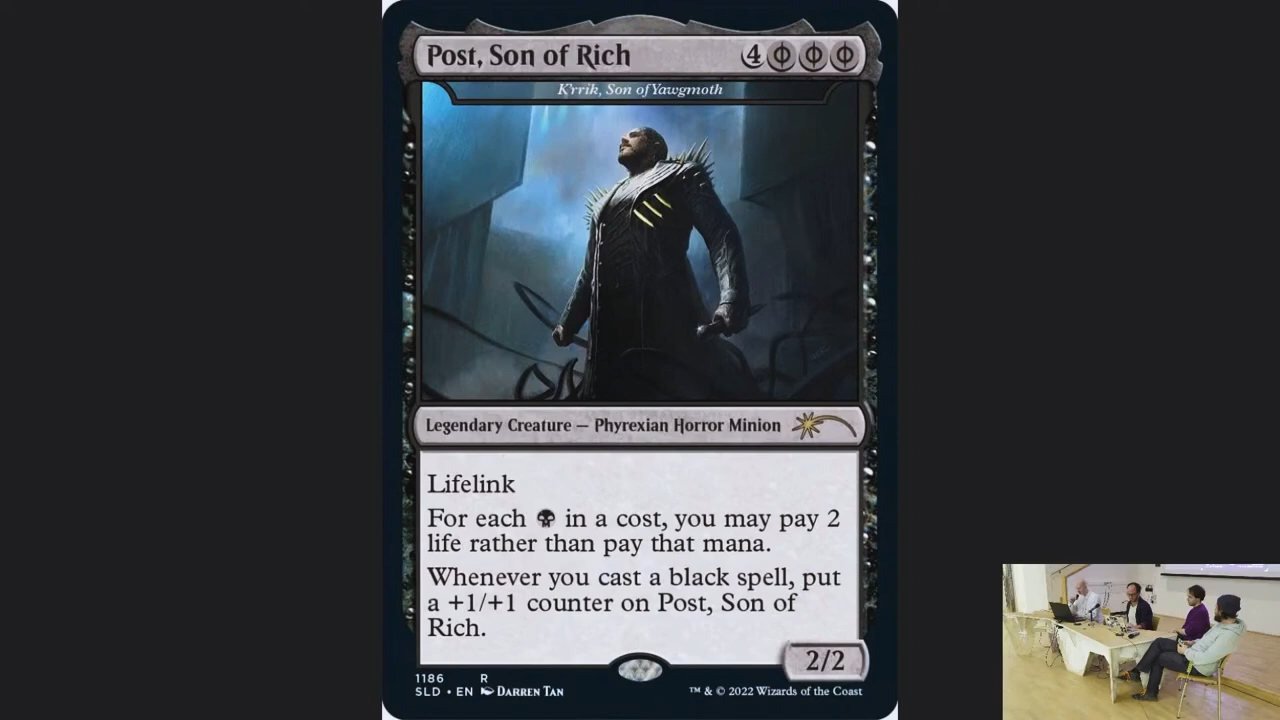 Post, Son of Rich 4
K'rrik, Son of Yawgmoth
Legendary Creature — Phyrexian Horror Minion
Lifelink
For each in a cost, you may pay 2
life rather than pay that mana.
Whenever you cast a black spell, put
a +1/+1 counter on Post, Son of
Rich.
2/2
1186 R
SLD • EN DARREN TAN
™ & © 2022 Wizards of the Coast